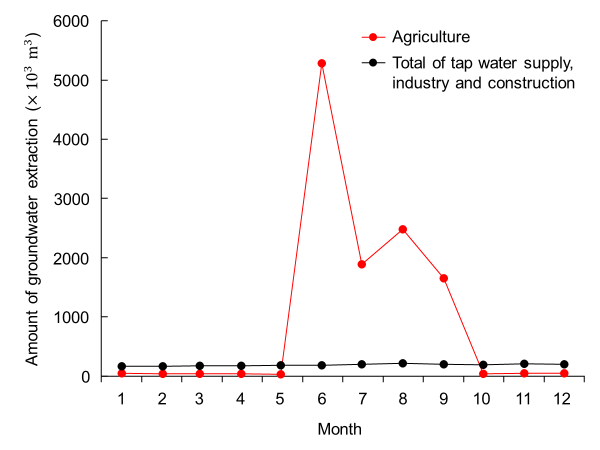 Amount of groundwater extraction (×10³ m³)
6000
5000
4000
3000
2000
1000
0
Agriculture
Total of tap water supply,
industry and construction
1 2 3 4 5 6 7 8 9 10 11 12
Month